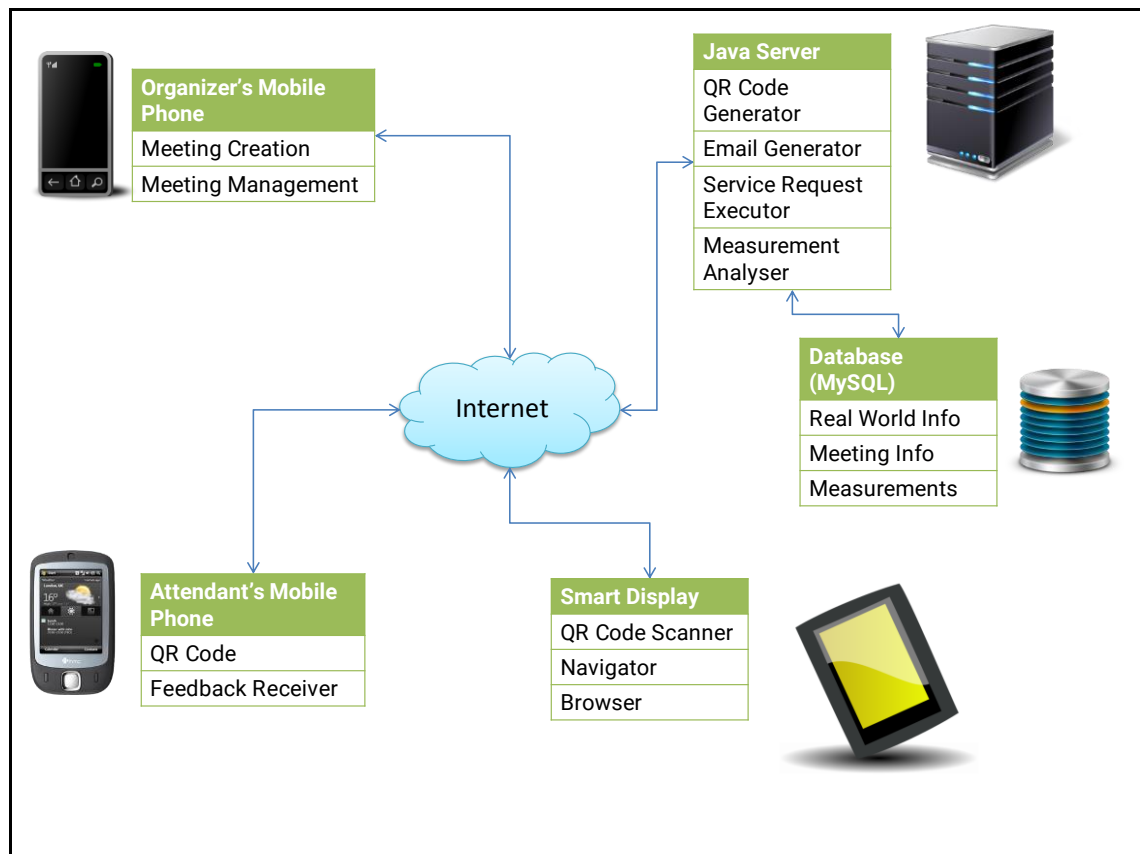 Organizer’s Mobile
Phone
Meeting Creation
Meeting Management
Java Server
QR Code
Generator
Email Generator
Service Request
Executor
Measurement
Analyser
Database
(MySQL)
Real World Info
Meeting Info
Measurements
Internet
Attendant’s Mobile
Phone
QR Code
Feedback Receiver
Smart Display
QR Code Scanner
Navigator
Browser
16°
htc